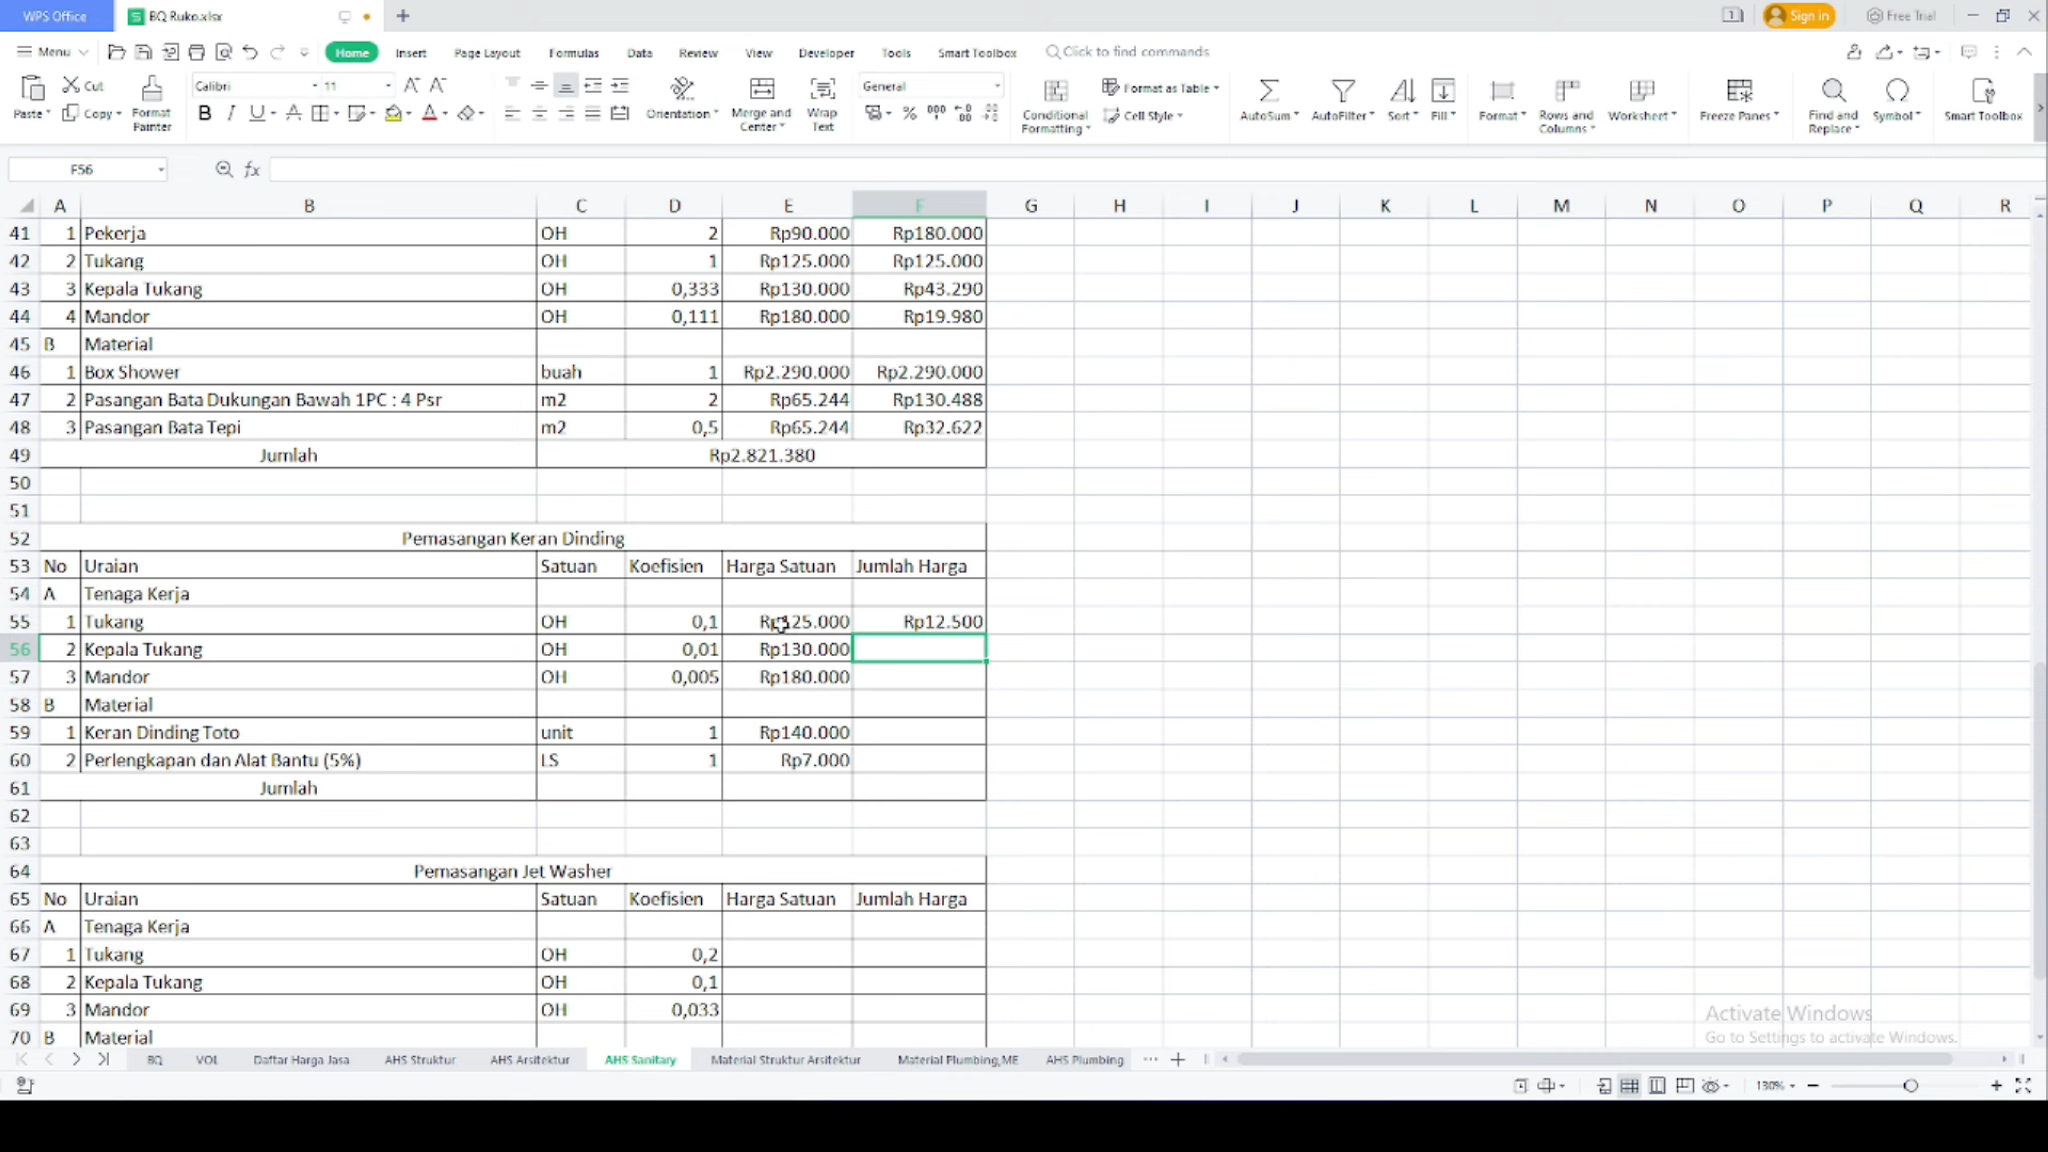 WPS Office BQ Ruko.xlsx 1 Sign in Free Trial
Menu Home Insert Page Layout Formulas Data Review View Developer Tools Smart Toolbox Click to find commands
Cut Calibri 11 General Format as Table
Paste Copy Format Painter Orientation Merge and Center Wrap Text Conditional Formatting Cell Style AutoSum AutoFilter Sort Fill Format Rows and Columns Worksheet Freeze Panes Find and Replace Symbol Smart Toolbox
F56 fx
A B C D E F G H I J K L M N O P Q R
41 1 Pekerja OH 2 Rp90.000 Rp180.000
42 2 Tukang OH 1 Rp125.000 Rp125.000
43 3 Kepala Tukang OH 0,333 Rp130.000 Rp43.290
44 4 Mandor OH 0,111 Rp180.000 Rp19.980
45 B Material
46 1 Box Shower buah 1 Rp2.290.000 Rp2.290.000
47 2 Pasangan Bata Dukungan Bawah 1PC : 4 Psr m2 2 Rp65.244 Rp130.488
48 3 Pasangan Bata Tepi m2 0,5 Rp65.244 Rp32.622
49 Jumlah Rp2.821.380
50
51
52 Pemasangan Keran Dinding
53 No Uraian Satuan Koefisien Harga Satuan Jumlah Harga
54 A Tenaga Kerja
55 1 Tukang OH 0,1 Rp125.000 Rp12.500
56 2 Kepala Tukang OH 0,01 Rp130.000
57 3 Mandor OH 0,005 Rp180.000
58 B Material
59 1 Keran Dinding Toto unit 1 Rp140.000
60 2 Perlengkapan dan Alat Bantu (5%) LS 1 Rp7.000
61 Jumlah
62
63
64 Pemasangan Jet Washer
65 No Uraian Satuan Koefisien Harga Satuan Jumlah Harga
66 A Tenaga Kerja
67 1 Tukang OH 0,2
68 2 Kepala Tukang OH 0,1
69 3 Mandor OH 0,033
70 B Material
Activate Windows
Go to Settings to activate Windows.
BQ VOL Daftar Harga Jasa AHS Struktur AHS Arsitektur AHS Sanitary Material Struktur Arsitektur Material Plumbing,ME AHS Plumbing
130%